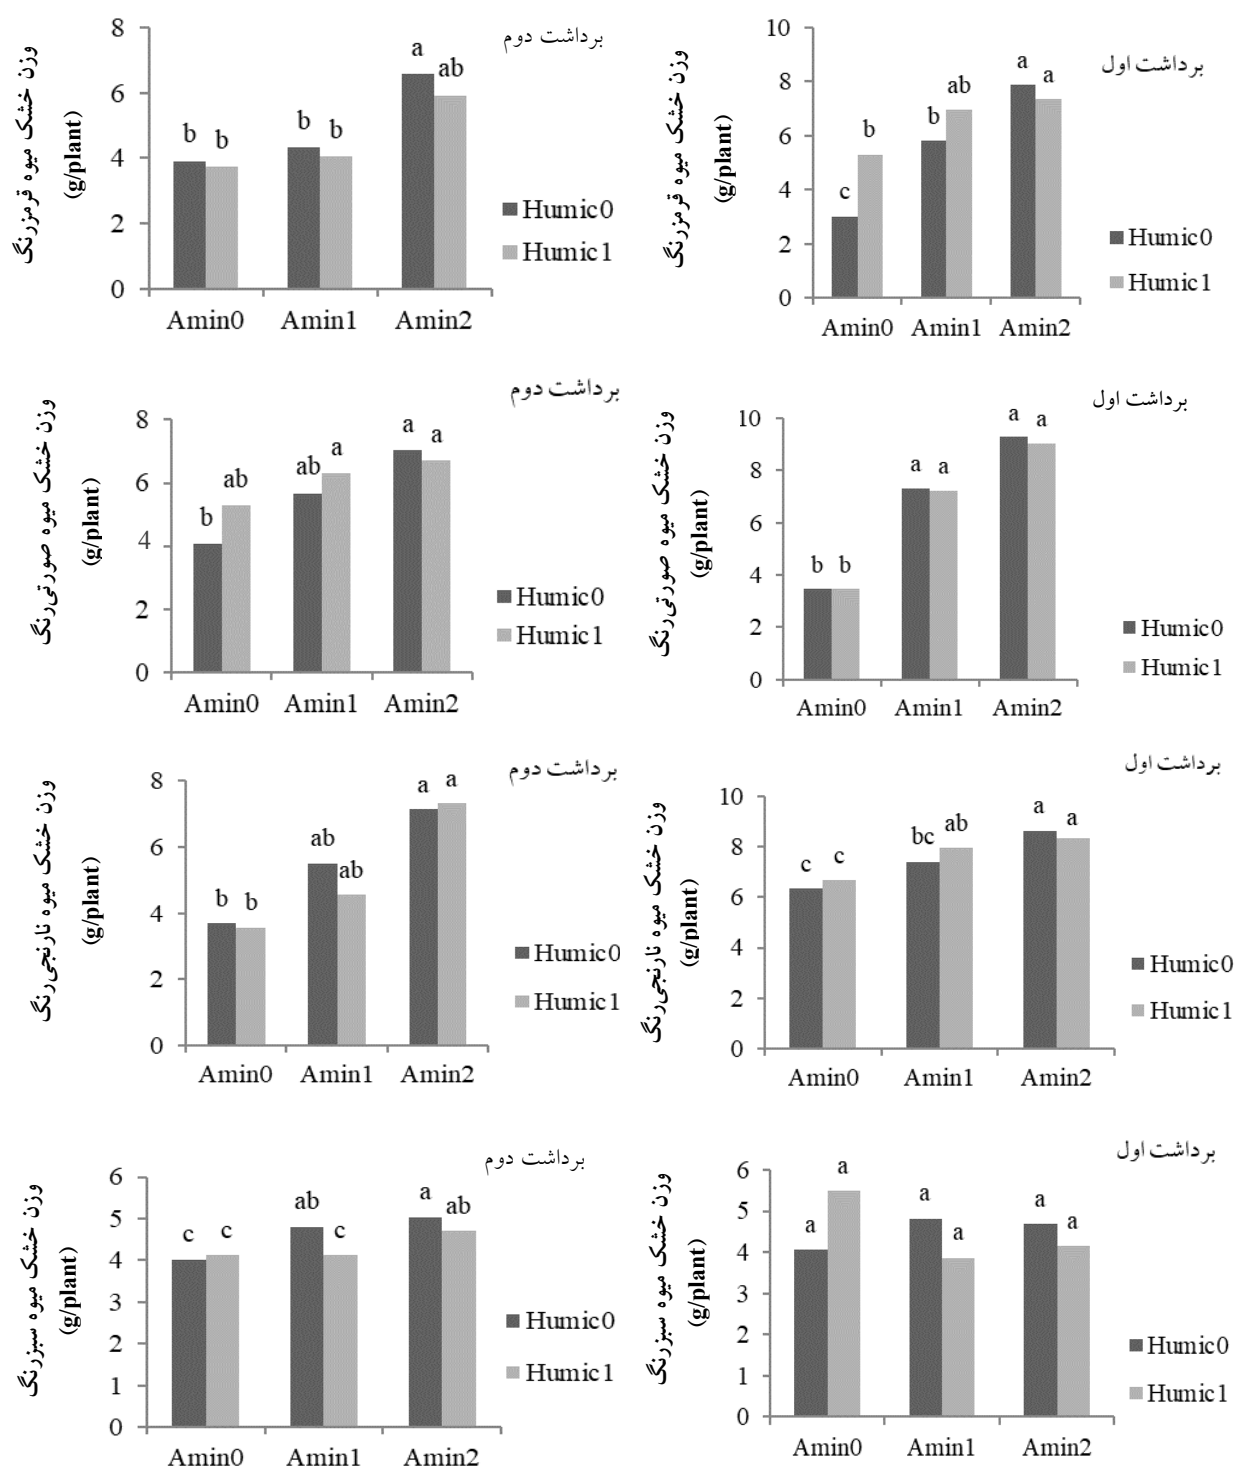 برداشت دوم
وزن خشک میوه قرمزرنگ
(g/plant)
8
6
4
2
0
a
ab
b
b
b
b
Humic0
Humic1
Amin0
Amin1
Amin2
برداشت اول
وزن خشک میوه قرمزرنگ
(g/plant)
10
8
6
4
2
0
c
b
b
ab
a
a
Humic0
Humic1
Amin0
Amin1
Amin2
برداشت دوم
وزن خشک میوه صورتی‌رنگ
(g/plant)
8
6
4
2
0
b
ab
ab
a
a
a
Humic0
Humic1
Amin0
Amin1
Amin2
برداشت اول
وزن خشک میوه صورتی‌رنگ
(g/plant)
10
8
6
4
2
0
b
b
a
a
a
a
Humic0
Humic1
Amin0
Amin1
Amin2
برداشت دوم
وزن خشک میوه نارنجی‌رنگ
(g/plant)
8
6
4
2
0
b
b
ab
ab
a
a
Humic0
Humic1
Amin0
Amin1
Amin2
برداشت اول
وزن خشک میوه نارنجی‌رنگ
(g/plant)
10
8
6
4
2
0
c
c
bc
ab
a
a
Humic0
Humic1
Amin0
Amin1
Amin2
برداشت دوم
وزن خشک میوه سبزرنگ
(g/plant)
6
5
4
3
2
1
0
c
c
ab
c
a
ab
Humic0
Humic1
Amin0
Amin1
Amin2
برداشت اول
وزن خشک میوه سبزرنگ
(g/plant)
6
5
4
3
2
1
0
a
a
a
a
a
a
Humic0
Humic1
Amin0
Amin1
Amin2